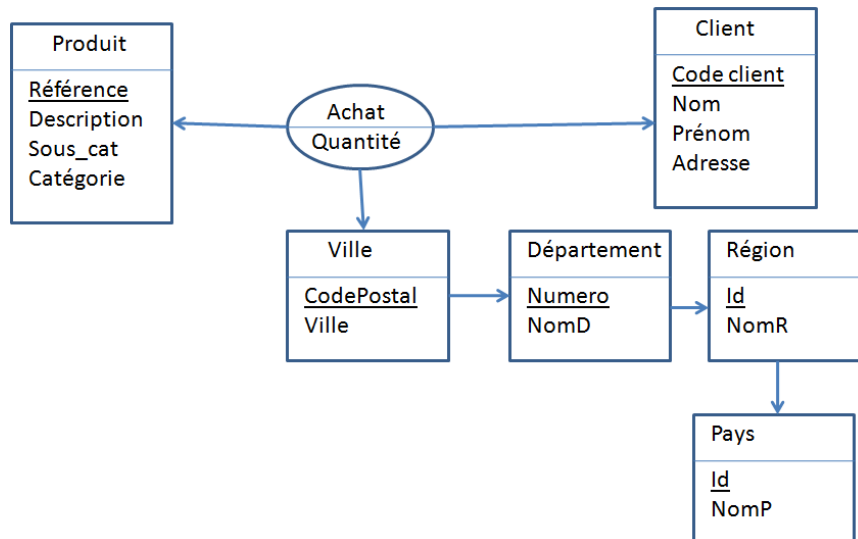 Produit
Référence
Description
Sous_cat
Catégorie
Achat
Quantité
Client
Code client
Nom
Prénom
Adresse
Ville
CodePostal
Ville
Département
Numero
NomD
Région
Id
NomR
Pays
Id
NomP